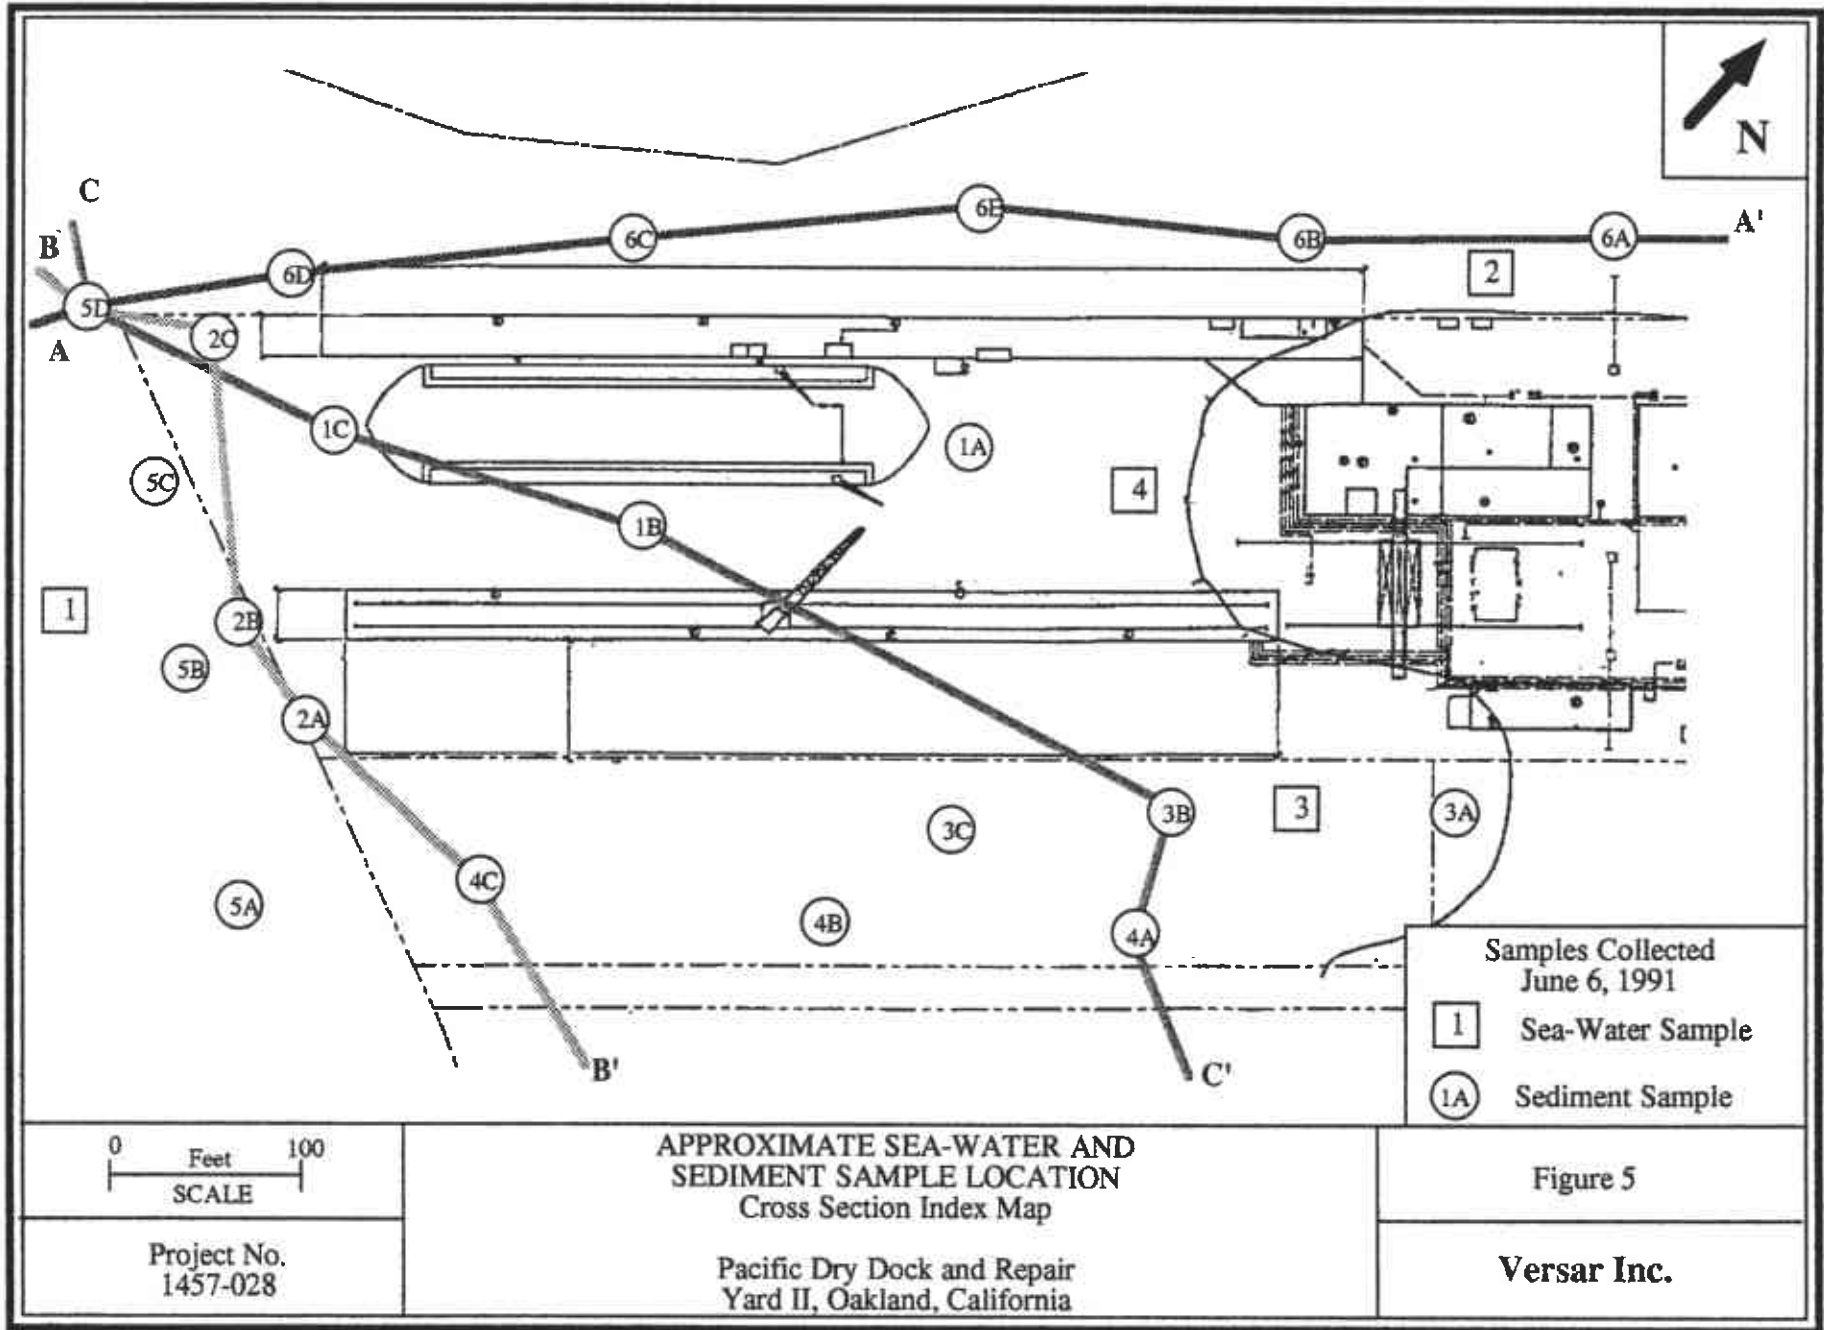 N
C
B
A
A'
5D
6D
6C
6E
6B
6A
2
2C
1C
1A
5C
4
1B
1
2B
5B
2A
3B
3
3A
3C
4C
5A
4B
4A
B'
C'
Samples Collected
June 6, 1991
1 Sea-Water Sample
1A Sediment Sample
0 Feet 100
SCALE
Project No.
1457-028
APPROXIMATE SEA-WATER AND
SEDIMENT SAMPLE LOCATION
Cross Section Index Map
Pacific Dry Dock and Repair
Yard II, Oakland, California
Figure 5
Versar Inc.